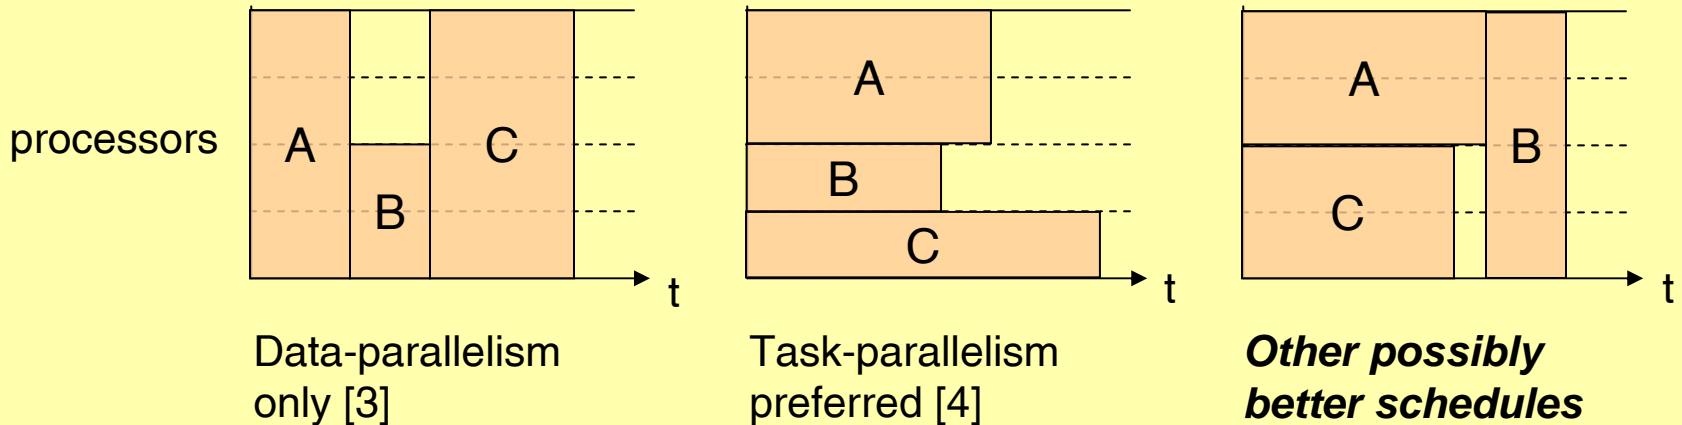 processors
A
B
C
t
Data-parallelism
only [3]
A
B
C
t
Task-parallelism
preferred [4]
A
B
C
t
Other possibly
better schedules